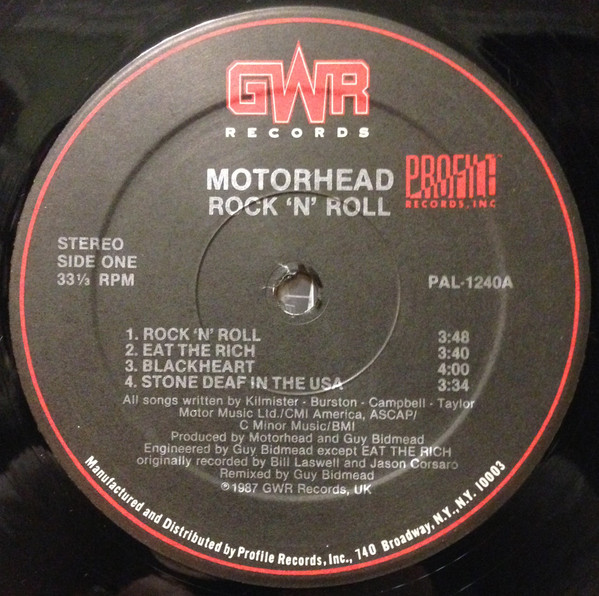 GWR
RECORDS
MOTORHEAD
ROCK 'N' ROLL
PROFILE
RECORDS, INC
STEREO
SIDE ONE
33 1/3 RPM
PAL-1240A
1. ROCK 'N' ROLL 3:48
2. EAT THE RICH 3:40
3. BLACKHEART 4:00
4. STONE DEAF IN THE USA 3:34
All songs written by Kilmister - Burston - Campbell - Taylor
Motor Music Ltd./CMI America, ASCAP/
C Minor Music/BMI
Produced by Motorhead and Guy Bidmead
Engineered by Guy Bidmead except EAT THE RICH
originally recorded by Bill Laswell and Jason Corsaro
Remixed by Guy Bidmead
℗1987 GWR Records, UK
Manufactured and Distributed by Profile Records, Inc., 740 Broadway, N.Y., N.Y. 10003